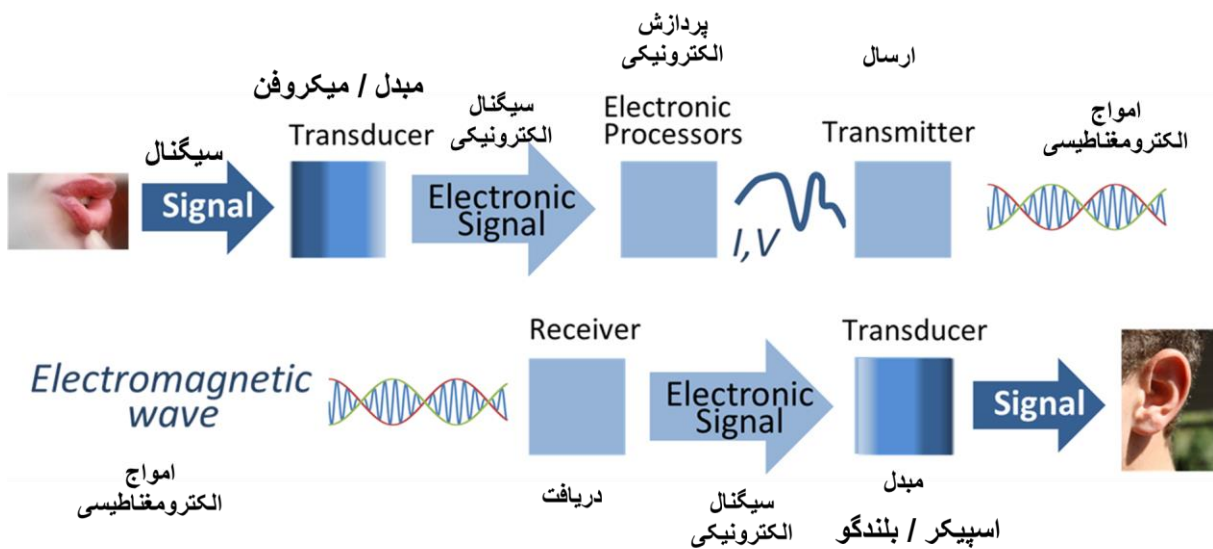 پردازش
الکترونیکی
ارسال
مبدل / میکروفن
سیگنال
الکترونیکی
Electronic
Processors
امواج
الکترومغناطیسی
سیگنال
Transducer
Transmitter
Signal
Electronic
Signal
I,V
Receiver
Transducer
Electromagnetic
wave
Electronic
Signal
Signal
امواج
الکترومغناطیسی
دریافت
سیگنال
الکترونیکی
مبدل
اسپیکر / بلندگو